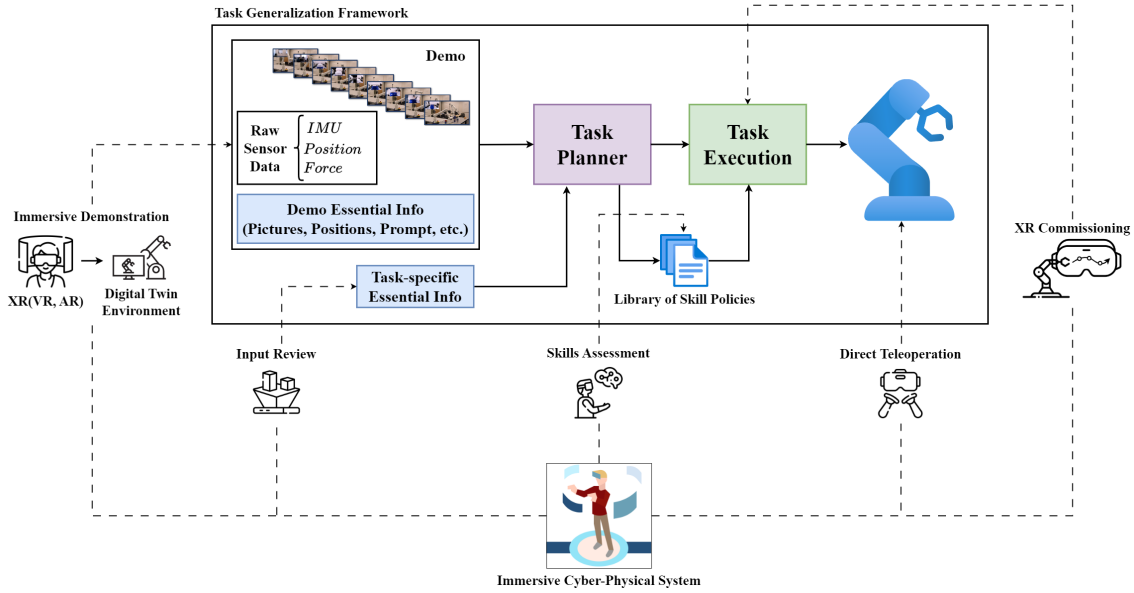 Task Generalization Framework
Demo
Raw
Sensor
Data
IMU
Position
Force
Demo Essential Info
(Pictures, Positions, Prompt, etc.)
Task
Planner
Task
Execution
Task-specific
Essential Info
Library of Skill Policies
Immersive Demonstration
XR(VR, AR)
Digital Twin
Environment
XR Commissioning
Input Review
Skills Assessment
Direct Teleoperation
Immersive Cyber-Physical System